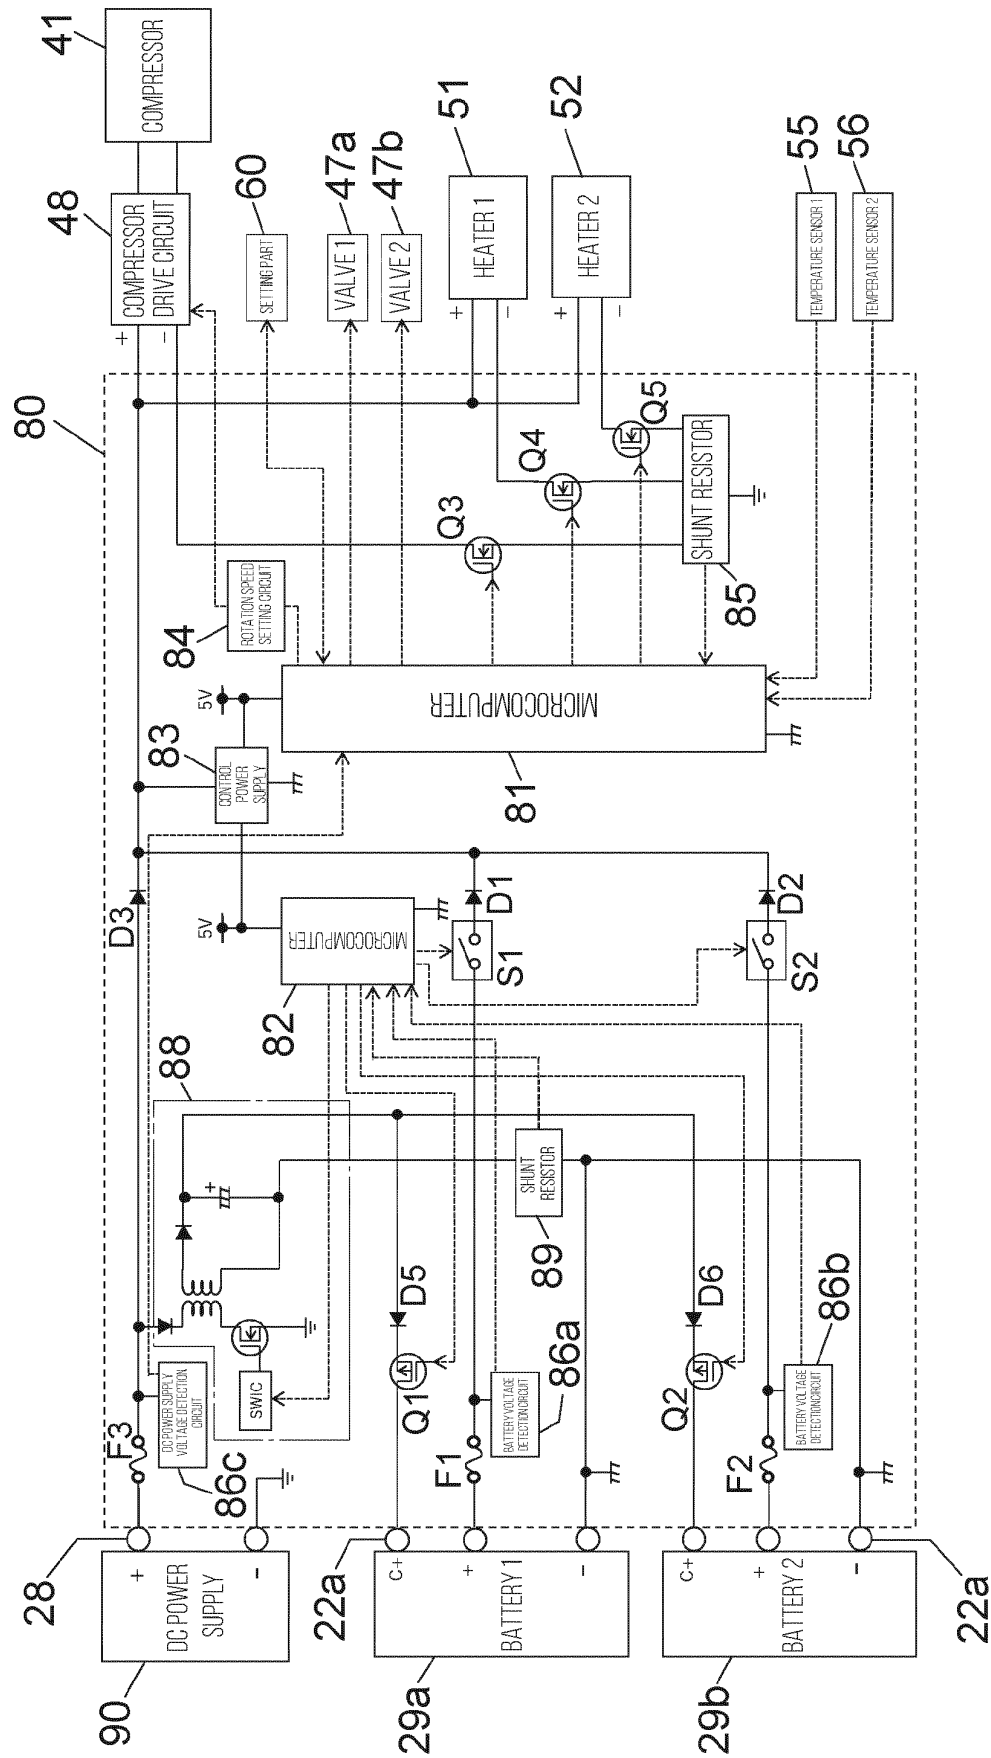 41
COMPRESSOR
48
COMPRESSOR
DRIVE CIRCUIT
+
-
60
SETTING PART
47a
VALVE 1
47b
VALVE 2
51
HEATER 1
+
-
52
HEATER 2
+
-
55
TEMPERATURE SENSOR 1
56
TEMPERATURE SENSOR 2
80
Q3
Q4
Q5
SHUNT RESISTOR
85
84
ROTATION SPEED
SETTING CIRCUIT
5V
83
CONTROL
POWER
SUPPLY
MICROCOMPUTER
81
D3
5V
MICROCOMPUTER
82
D1
S1
D2
S2
88
+
SHUNT
RESISTOR
89
SWIC
D5
Q1
D6
Q2
F3
DC POWER SUPPLY
VOLTAGE DETECTION
CIRCUIT
86c
F1
BATTERY VOLTAGE
DETECTION CIRCUIT
86a
F2
BATTERY VOLTAGE
DETECTION CIRCUIT
86b
28
+
-
DC POWER
SUPPLY
90
22a
C+
+
-
BATTERY 1
29a
C+
+
-
BATTERY 2
29b
22a